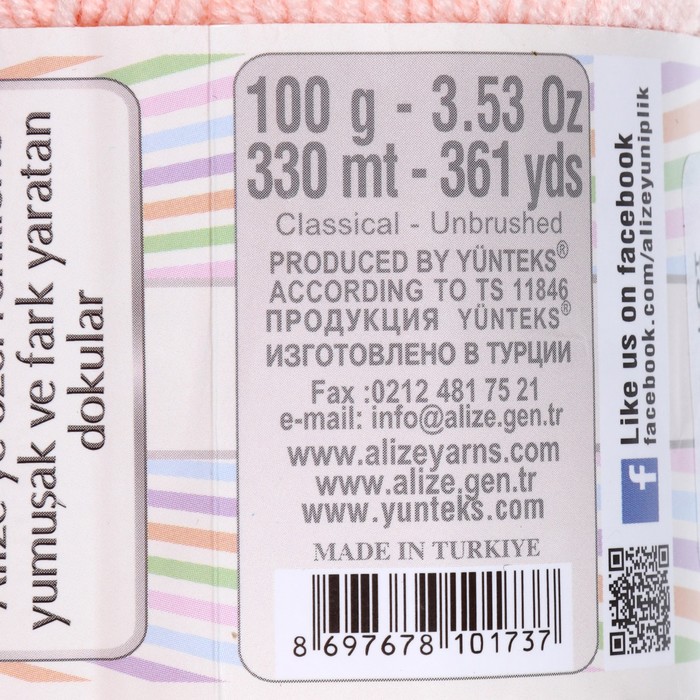 100 g - 3.53 Oz
330 mt - 361 yds
Classical - Unbrushed
PRODUCED BY YÜNTEKS®
ACCORDING TO TS 11846
ПРОДУКЦИЯ YÜNTEKS®
ИЗГОТОВЛЕНО В ТУРЦИИ
Fax :0212 481 75 21
e-mail: info@alize.gen.tr
www.alizeyarns.com
www.alize.gen.tr
www.yunteks.com
MADE IN TURKIYE
8 697678 101737
yumuşak ve fark yaratan
dokular
Like us on facebook
facebook.com/alizeyuniplik
f